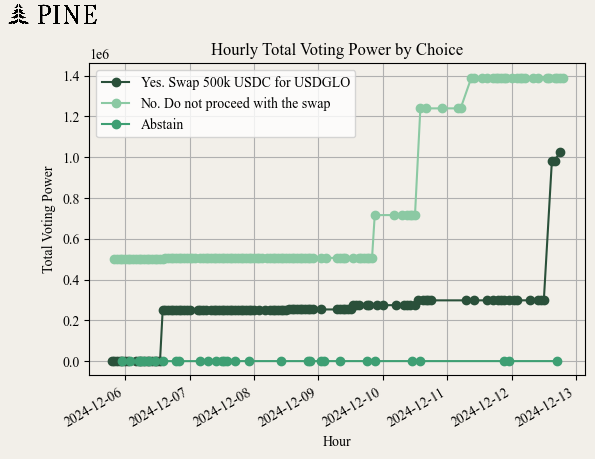 PINE
Hourly Total Voting Power by Choice
1e6
Yes. Swap 500k USDC for USDGLO
No. Do not proceed with the swap
Abstain
Total Voting Power
1.4
1.2
1.0
0.8
0.6
0.4
0.2
0.0
2024-12-06
2024-12-07
2024-12-08
2024-12-09
2024-12-10
2024-12-11
2024-12-12
2024-12-13
Hour